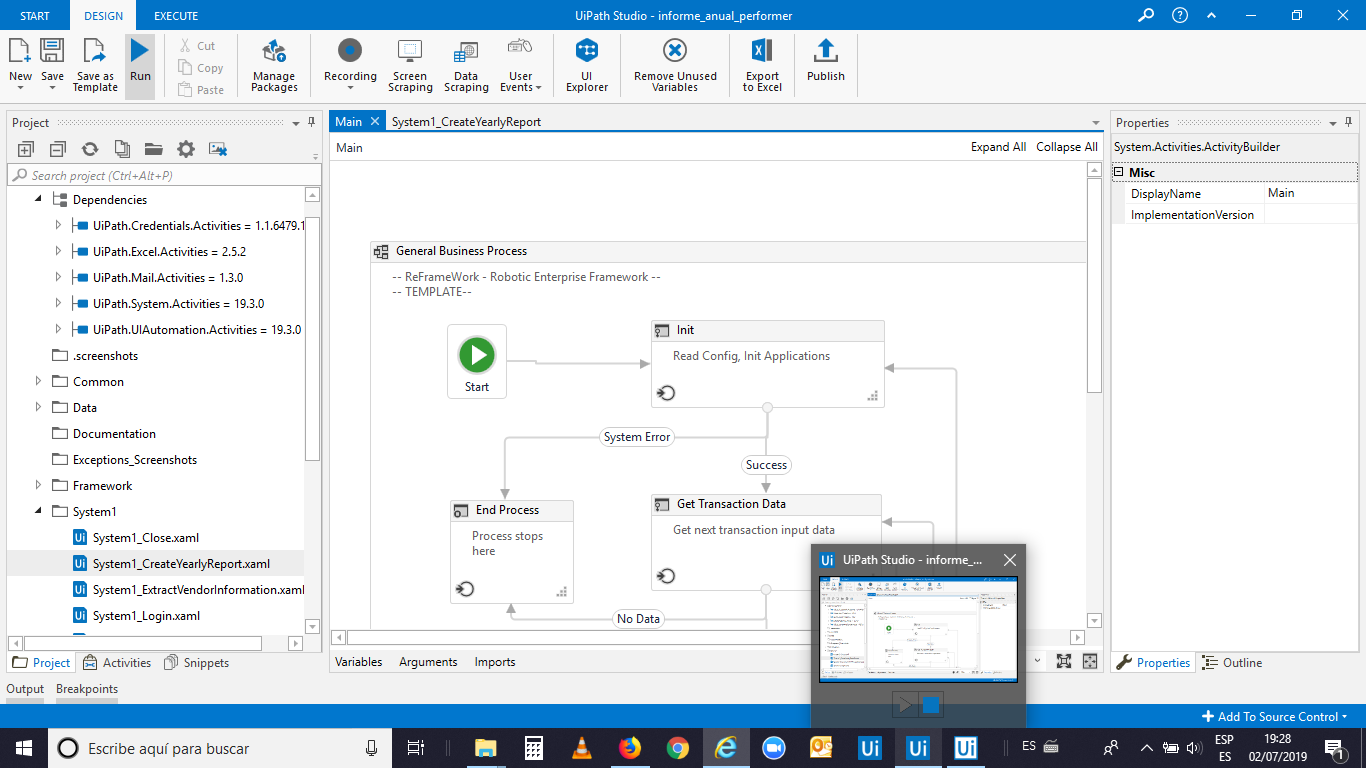 START DESIGN EXECUTE UiPath Studio - informe_anual_performer
New Save Save as Template Run
Cut
Copy
Paste
Manage Packages
Recording Screen Scraping Data Scraping User Events
UI Explorer
Remove Unused Variables
Export to Excel
Publish
Project
Search project (Ctrl+Alt+P)
Dependencies
UiPath.Credentials.Activities = 1.1.6479.1
UiPath.Excel.Activities = 2.5.2
UiPath.Mail.Activities = 1.3.0
UiPath.System.Activities = 19.3.0
UiPath.UIAutomation.Activities = 19.3.0
.screenshots
Common
Data
Documentation
Exceptions_Screenshots
Framework
System1
System1_Close.xaml
System1_CreateYearlyReport.xaml
System1_ExtractVendorInformation.xaml
System1_Login.xaml
Project Activities Snippets
Output Breakpoints
Main System1_CreateYearlyReport
Main Expand All Collapse All
General Business Process
-- ReFrameWork - Robotic Enterprise Framework --
-- TEMPLATE--
Start
Init
Read Config, Init Applications
System Error
Success
End Process
Process stops
here
Get Transaction Data
Get next transaction input data
No Data
Variables Arguments Imports
Properties
System.Activities.ActivityBuilder
Misc
DisplayName Main
ImplementationVersion
Properties Outline
Ui UiPath Studio - informe_...
Add To Source Control
Escribe aquí para buscar
Ui Ui Ui
ES
ESP
ES
19:28
02/07/2019
1